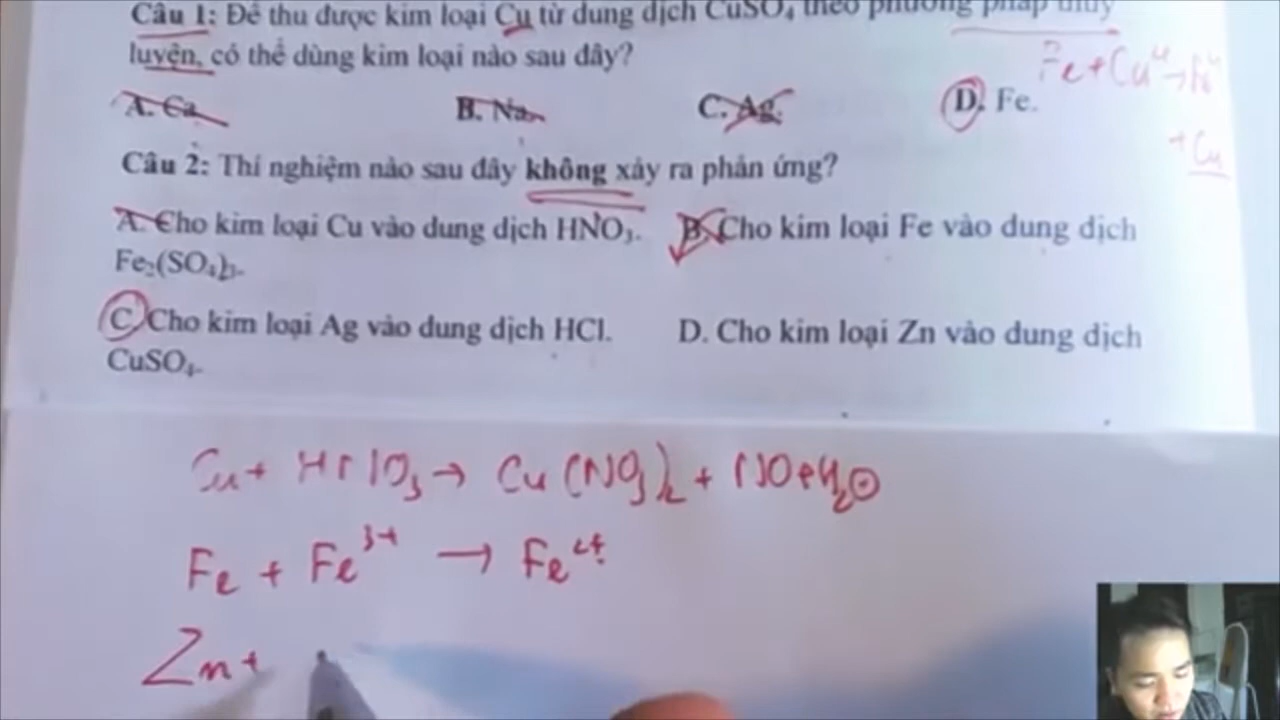 Câu 1: Để thu được kim loại Cu từ dung dịch CuSO₄ theo phương pháp thủy
luyện, có thể dùng kim loại nào sau đây?
Fe + Cu
A. Ca. B. Na. C. Ag. D. Fe.
+ Cu
Câu 2: Thí nghiệm nào sau đây không xảy ra phản ứng?
A. Cho kim loại Cu vào dung dịch HNO₃. B. Cho kim loại Fe vào dung dịch
Fe₂(SO₄)₃.
C. Cho kim loại Ag vào dung dịch HCl. D. Cho kim loại Zn vào dung dịch
CuSO₄.
Cu + HNO₃ → Cu(NO₃)₂ + NO + H₂O
Fe + Fe³⁺ → Fe²⁺
Zn +